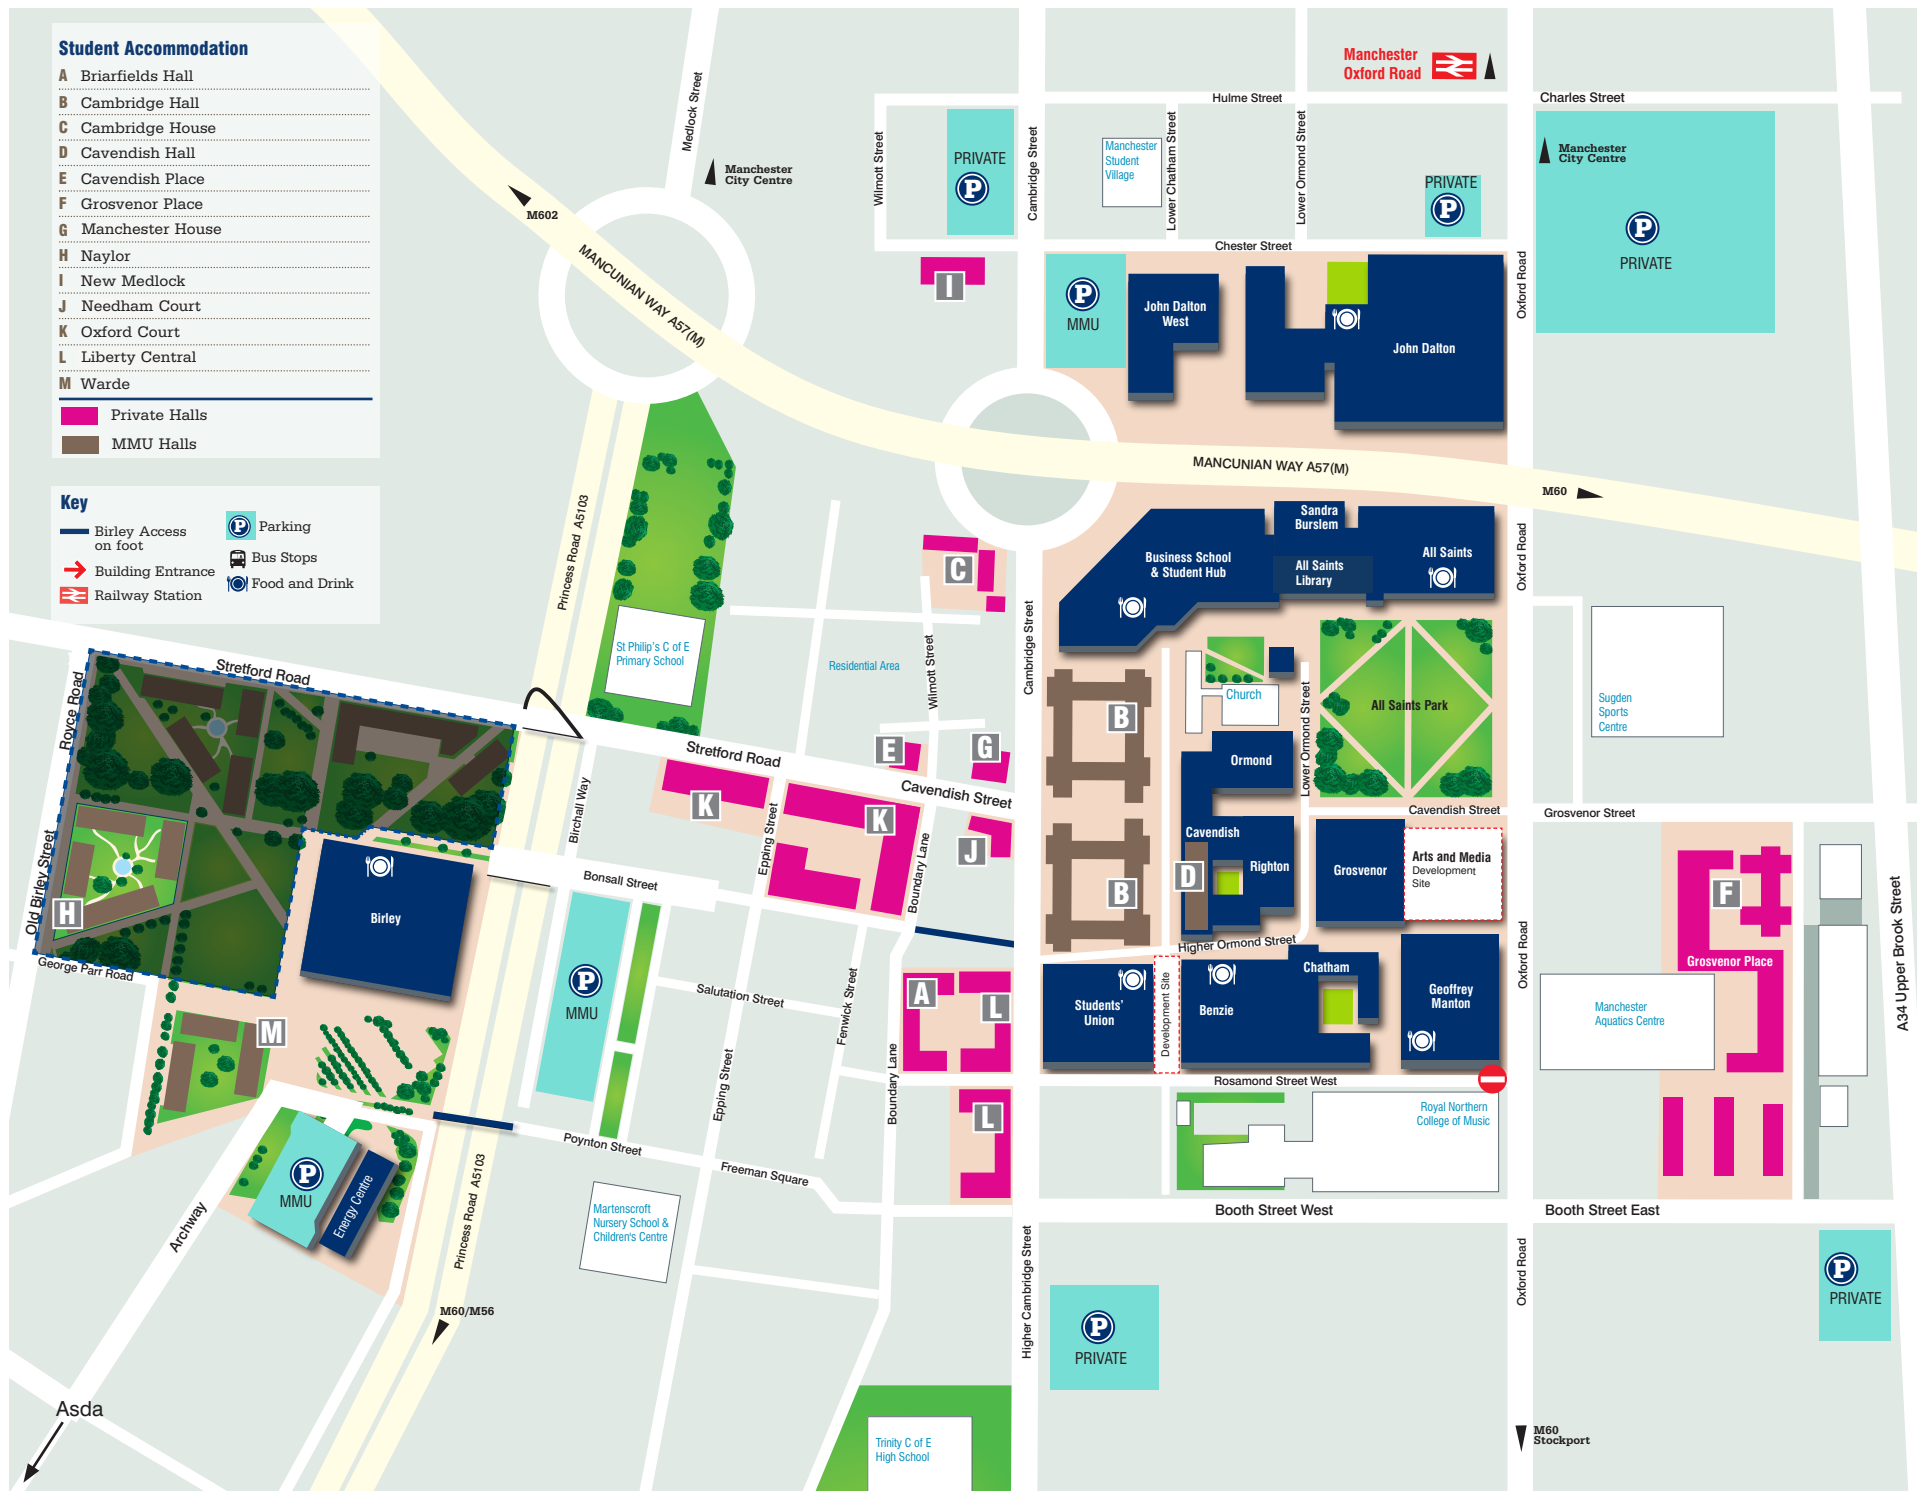 Student Accommodation
A Briarfields Hall
B Cambridge Hall
C Cambridge House
D Cavendish Hall
E Cavendish Place
F Grosvenor Place
G Manchester House
H Naylor
I New Medlock
J Needham Court
K Oxford Court
L Liberty Central
M Warde
Private Halls
MMU Halls
Key
Birley Access
on foot
Building Entrance
Railway Station
P Parking
Bus Stops
Food and Drink
Manchester
Oxford Road
Medlock Street
Manchester
City Centre
M602
MANCUNIAN WAY A57(M)
Wilmott Street
PRIVATE
P
Cambridge Street
Hulme Street
Charles Street
Manchester
Student
Village
Lower Chatham Street
Lower Ormond Street
PRIVATE
P
Manchester
City Centre
P
PRIVATE
Chester Street
Oxford Road
I
P
MMU
John Dalton
West
John Dalton
MANCUNIAN WAY A57(M)
M60
Princess Road A5103
St Philip's C of E
Primary School
Residential Area
Wilmott Street
C
Cambridge Street
Business School
& Student Hub
Sandra
Burslem
All Saints
Library
All Saints
Oxford Road
Church
All Saints Park
Lower Ormond Street
Sugden
Sports
Centre
Stretford Road
Royce Road
Stretford Road
Birchall Way
E
G
Cavendish Street
K
K
Epping Street
Boundary Lane
J
B
B
Ormond
Cavendish
D
Righton
Cavendish Street
Grosvenor Street
Grosvenor
Arts and Media
Development
Site
F
Grosvenor Place
A34 Upper Brook Street
Old Birley Street
H
Birley
Bonsall Street
George Parr Road
P
MMU
Salutation Street
Fenwick Street
Higher Ormond Street
Students'
Union
Development Site
Benzie
Chatham
Geoffrey
Manton
Oxford Road
Manchester
Aquatics Centre
A
L
M
Epping Street
Boundary Lane
L
Rosamond Street West
Royal Northern
College of Music
Poynton Street
Freeman Square
P
MMU
Energy Centre
Archway
Princess Road A5103
Martenscroft
Nursery School &
Children's Centre
Booth Street West
Booth Street East
Higher Cambridge Street
Oxford Road
P
PRIVATE
P
PRIVATE
M60/M56
Asda
Trinity C of E
High School
M60
Stockport